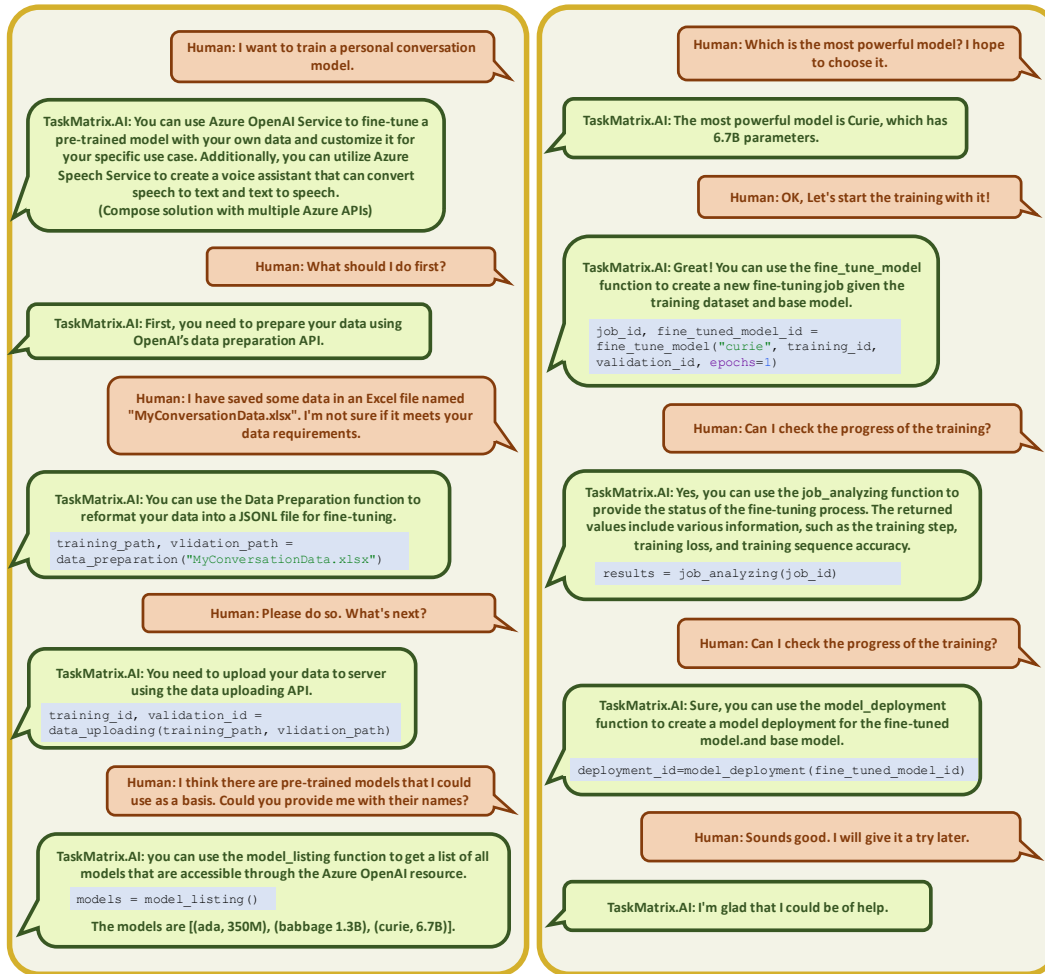 Human: I want to train a personal conversation
model.
TaskMatrix.AI: You can use Azure OpenAI Service to fine-tune a
pre-trained model with your own data and customize it for
your specific use case. Additionally, you can utilize Azure
Speech Service to create a voice assistant that can convert
speech to text and text to speech.
(Compose solution with multiple Azure APIs)
Human: What should I do first?
TaskMatrix.AI: First, you need to prepare your data using
OpenAI's data preparation API.
Human: I have saved some data in an Excel file named
"MyConversationData.xlsx". I'm not sure if it meets your
data requirements.
TaskMatrix.AI: You can use the Data Preparation function to
reformat your data into a JSONL file for fine-tuning.
training_path, vlidation_path =
data_preparation("MyConversationData.xlsx")
Human: Please do so. What's next?
TaskMatrix.AI: You need to upload your data to server
using the data uploading API.
training_id, validation_id =
data_uploading(training_path, vlidation_path)
Human: I think there are pre-trained models that I could
use as a basis. Could you provide me with their names?
TaskMatrix.AI: you can use the model_listing function to get a list of all
models that are accessible through the Azure OpenAI resource.
models = model_listing()
The models are [(ada, 350M), (babbage 1.3B), (curie, 6.7B)].
Human: Which is the most powerful model? I hope
to choose it.
TaskMatrix.AI: The most powerful model is Curie, which has
6.7B parameters.
Human: OK, Let's start the training with it!
TaskMatrix.AI: Great! You can use the fine_tune_model
function to create a new fine-tuning job given the
training dataset and base model.
job_id, fine_tuned_model_id =
fine_tune_model("curie", training_id,
validation_id, epochs=1)
Human: Can I check the progress of the training?
TaskMatrix.AI: Yes, you can use the job_analyzing function to
provide the status of the fine-tuning process. The returned
values include various information, such as the training step,
training loss, and training sequence accuracy.
results = job_analyzing(job_id)
Human: Can I check the progress of the training?
TaskMatrix.AI: Sure, you can use the model_deployment
function to create a model deployment for the fine-tuned
model.and base model.
deployment_id=model_deployment(fine_tuned_model_id)
Human: Sounds good. I will give it a try later.
TaskMatrix.AI: I'm glad that I could be of help.